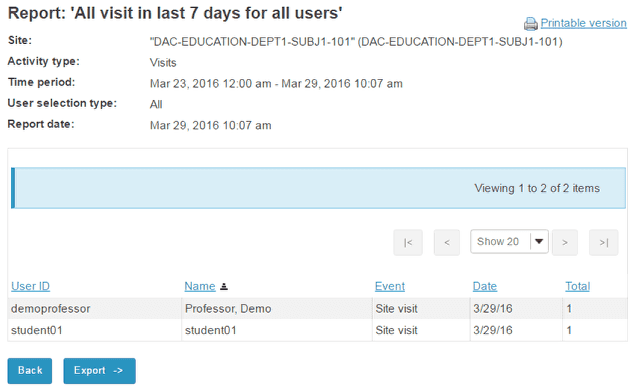 Report: 'All visit in last 7 days for all users'
Printable version
Site: "DAC-EDUCATION-DEPT1-SUBJ1-101" (DAC-EDUCATION-DEPT1-SUBJ1-101)
Activity type: Visits
Time period: Mar 23, 2016 12:00 am - Mar 29, 2016 10:07 am
User selection type: All
Report date: Mar 29, 2016 10:07 am
Viewing 1 to 2 of 2 items
|< < Show 20 > >|
User ID Name Event Date Total
demoprofessor Professor, Demo Site visit 3/29/16 1
student01 student01 Site visit 3/29/16 1
Back Export ->